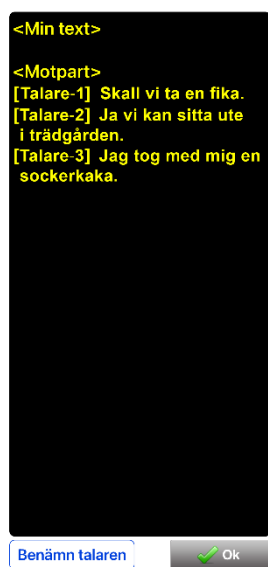 <Min text>
<Motpart>
[Talare-1] Skall vi ta en fika.
[Talare-2] Ja vi kan sitta ute
i trädgården.
[Talare-3] Jag tog med mig en
sockerkaka.
Benämn talaren
Ok